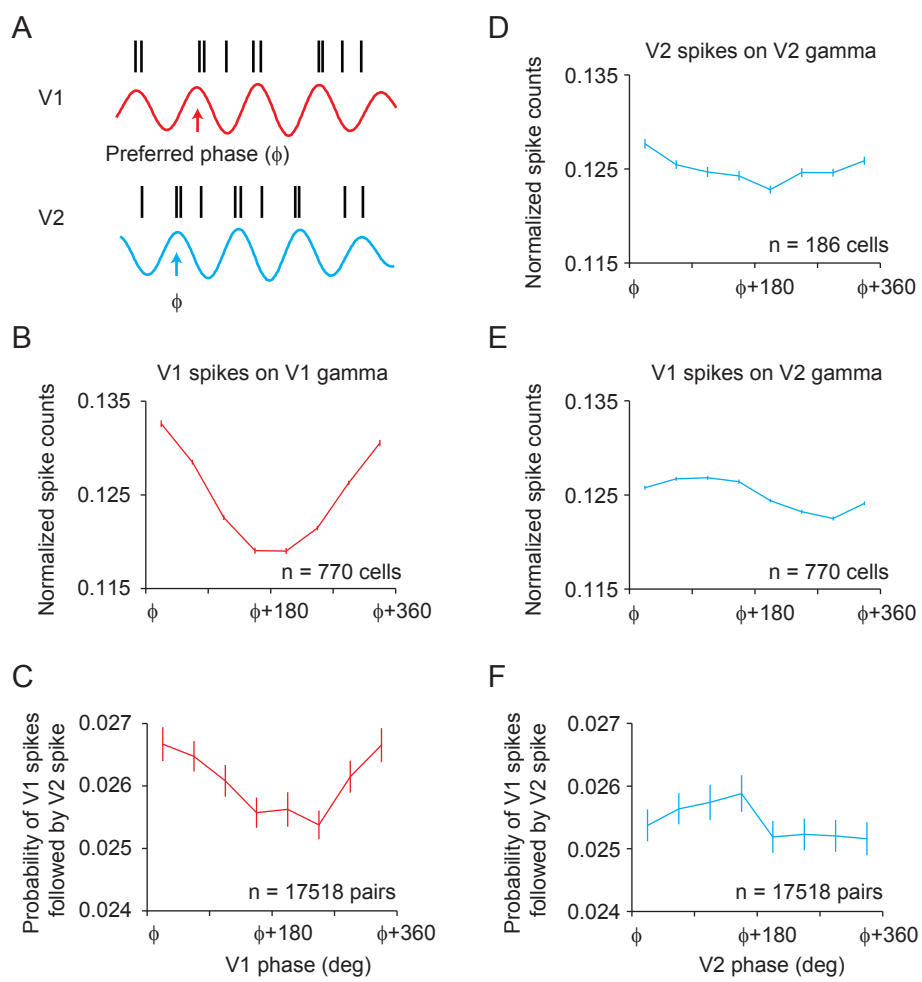 A
V1
Preferred phase (ϕ)
V2
ϕ
B
V1 spikes on V1 gamma
Normalized spike counts
0.135
0.125
0.115
n = 770 cells
ϕ
ϕ+180
ϕ+360
C
Probability of V1 spikes
followed by V2 spike
0.027
0.026
0.025
0.024
n = 17518 pairs
ϕ
ϕ+180
ϕ+360
V1 phase (deg)
D
V2 spikes on V2 gamma
Normalized spike counts
0.135
0.125
0.115
n = 186 cells
ϕ
ϕ+180
ϕ+360
E
V1 spikes on V2 gamma
Normalized spike counts
0.135
0.125
0.115
n = 770 cells
ϕ
ϕ+180
ϕ+360
F
Probability of V1 spikes
followed by V2 spike
0.027
0.026
0.025
0.024
n = 17518 pairs
ϕ
ϕ+180
ϕ+360
V2 phase (deg)